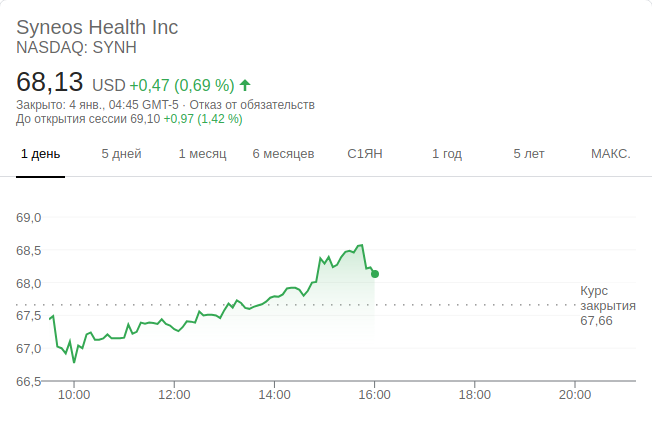 Syneos Health Inc
NASDAQ: SYNH
68,13 USD +0,47 (0,69 %)
Закрыто: 4 янв., 04:45 GMT-5 · Отказ от обязательств
До открытия сессии 69,10 +0,97 (1,42 %)
1 день 5 дней 1 месяц 6 месяцев С1ЯН 1 год 5 лет МАКС.
69,0
68,5
68,0
Курс
закрытия
67,66
67,5
67,0
66,5
10:00 12:00 14:00 16:00 18:00 20:00